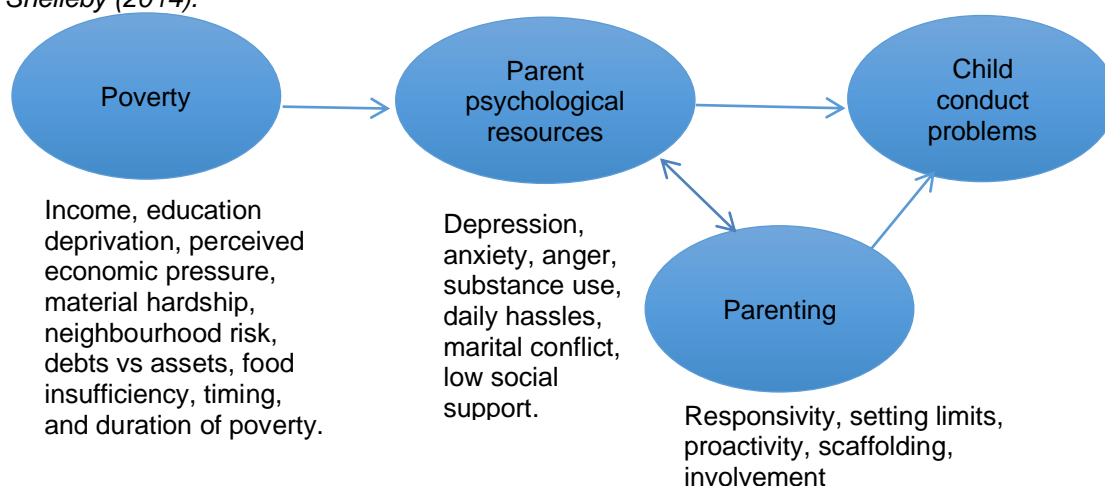 Shelleby (2014).
Poverty
Parent
psychological
resources
Child
conduct
problems
Income, education
deprivation, perceived
economic pressure,
material hardship,
neighbourhood risk,
debts vs assets, food
insufficiency, timing,
and duration of poverty.
Depression,
anxiety, anger,
substance use,
daily hassles,
marital conflict,
low social
support.
Parenting
Responsivity, setting limits,
proactivity, scaffolding,
involvement